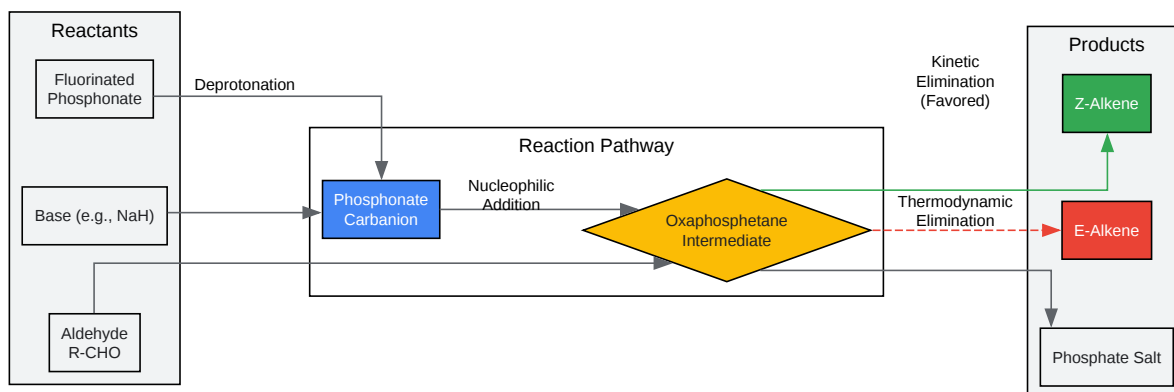 Reactants
Fluorinated
Phosphonate
Base (e.g., NaH)
Aldehyde
R-CHO
Deprotonation
Reaction Pathway
Phosphonate
Carbanion
Nucleophilic
Addition
Oxaphosphetane
Intermediate
Kinetic
Elimination
(Favored)
Thermodynamic
Elimination
Products
Z-Alkene
E-Alkene
Phosphate Salt